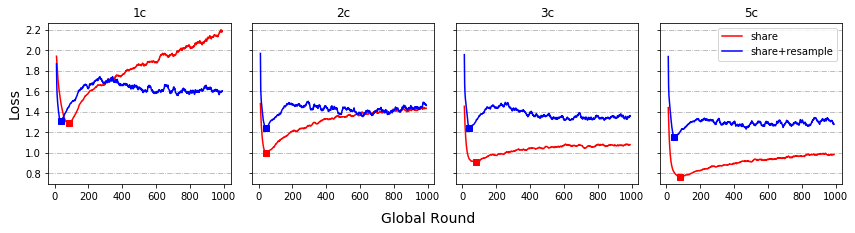 1c
2c
3c
5c
Loss
2.2
2.0
1.8
1.6
1.4
1.2
1.0
0.8
0 200 400 600 800 1000
0 200 400 600 800 1000
0 200 400 600 800 1000
0 200 400 600 800 1000
share
share+resample
Global Round